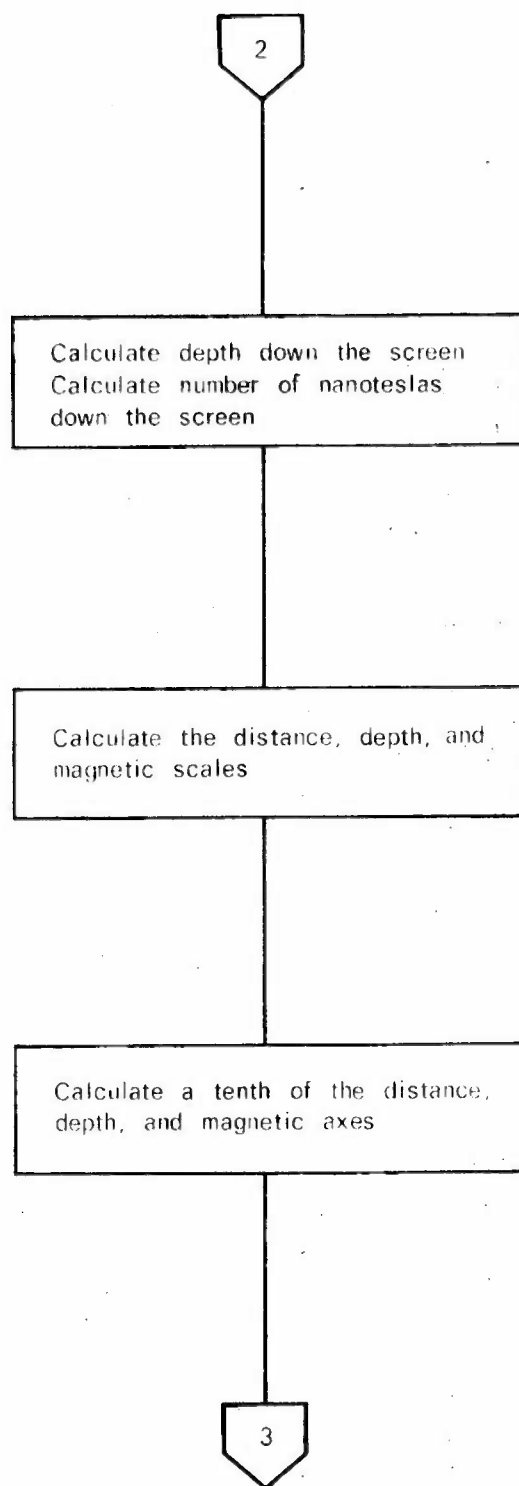 2
Calculate depth down the screen
Calculate number of nanoteslas
down the screen
Calculate the distance, depth, and
magnetic scales
Calculate a tenth of the distance,
depth, and magnetic axes
3